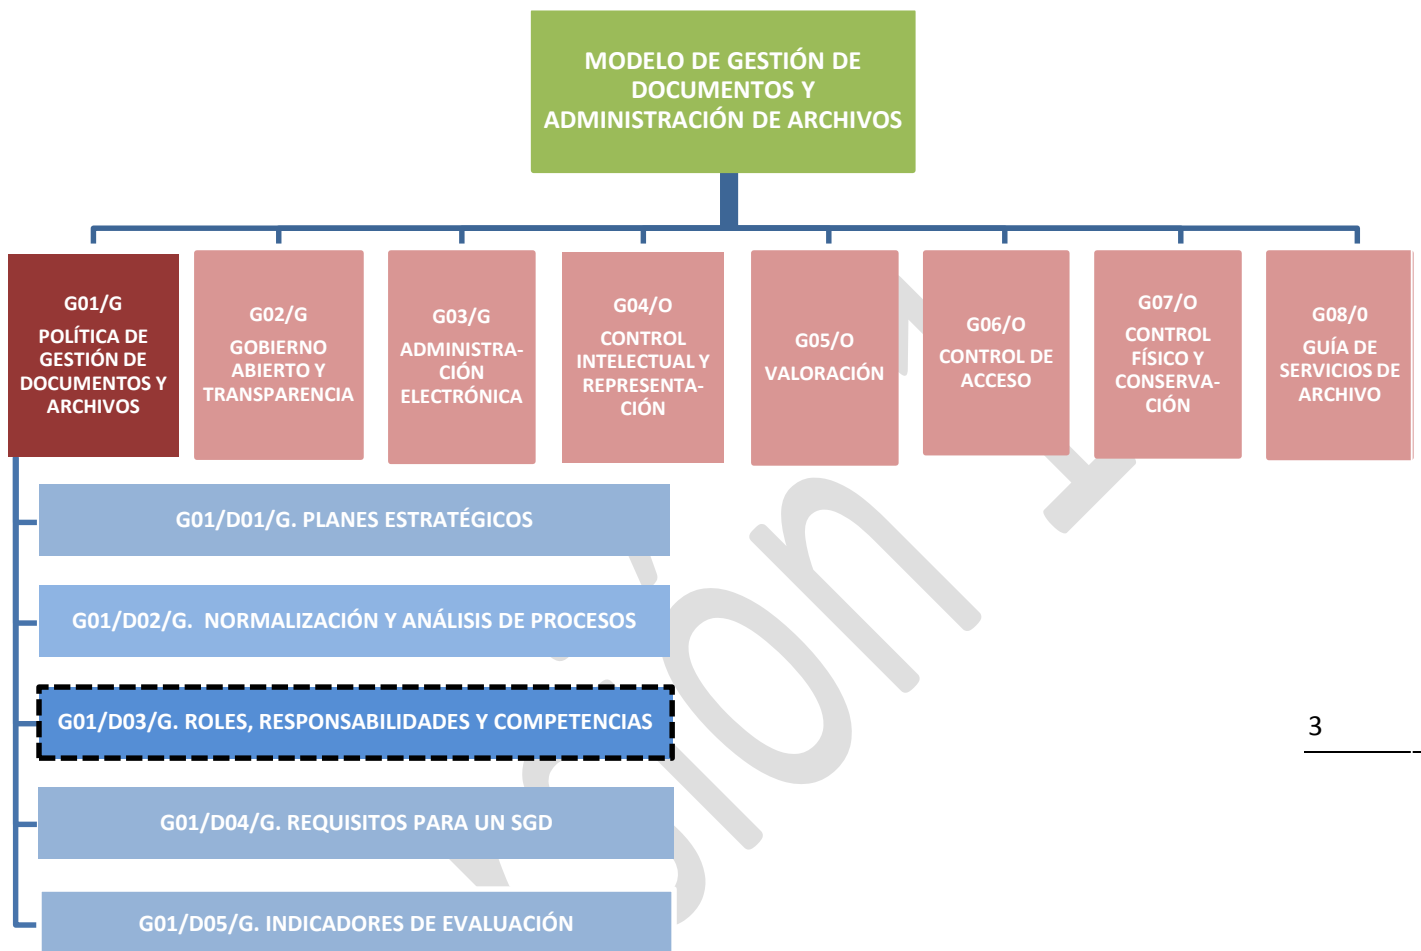 MODELO DE GESTIÓN DE
DOCUMENTOS Y
ADMINISTRACIÓN DE ARCHIVOS
G01/G
POLÍTICA DE
GESTIÓN DE
DOCUMENTOS Y
ARCHIVOS
G02/G
GOBIERNO
ABIERTO Y
TRANSPARENCIA
G03/G
ADMINISTRA-
CIÓN
ELECTRÓNICA
G04/O
CONTROL
INTELECTUAL Y
REPRESENTA-
CIÓN
G05/O
VALORACIÓN
G06/O
CONTROL DE
ACCESO
G07/O
CONTROL
FÍSICO Y
CONSERVA-
CIÓN
G08/0
GUÍA DE
SERVICIOS DE
ARCHIVO
G01/D01/G. PLANES ESTRATÉGICOS
G01/D02/G.  NORMALIZACIÓN Y ANÁLISIS DE PROCESOS
G01/D03/G. ROLES, RESPONSABILIDADES Y COMPETENCIAS
3
G01/D04/G. REQUISITOS PARA UN SGD
G01/D05/G. INDICADORES DE EVALUACIÓN